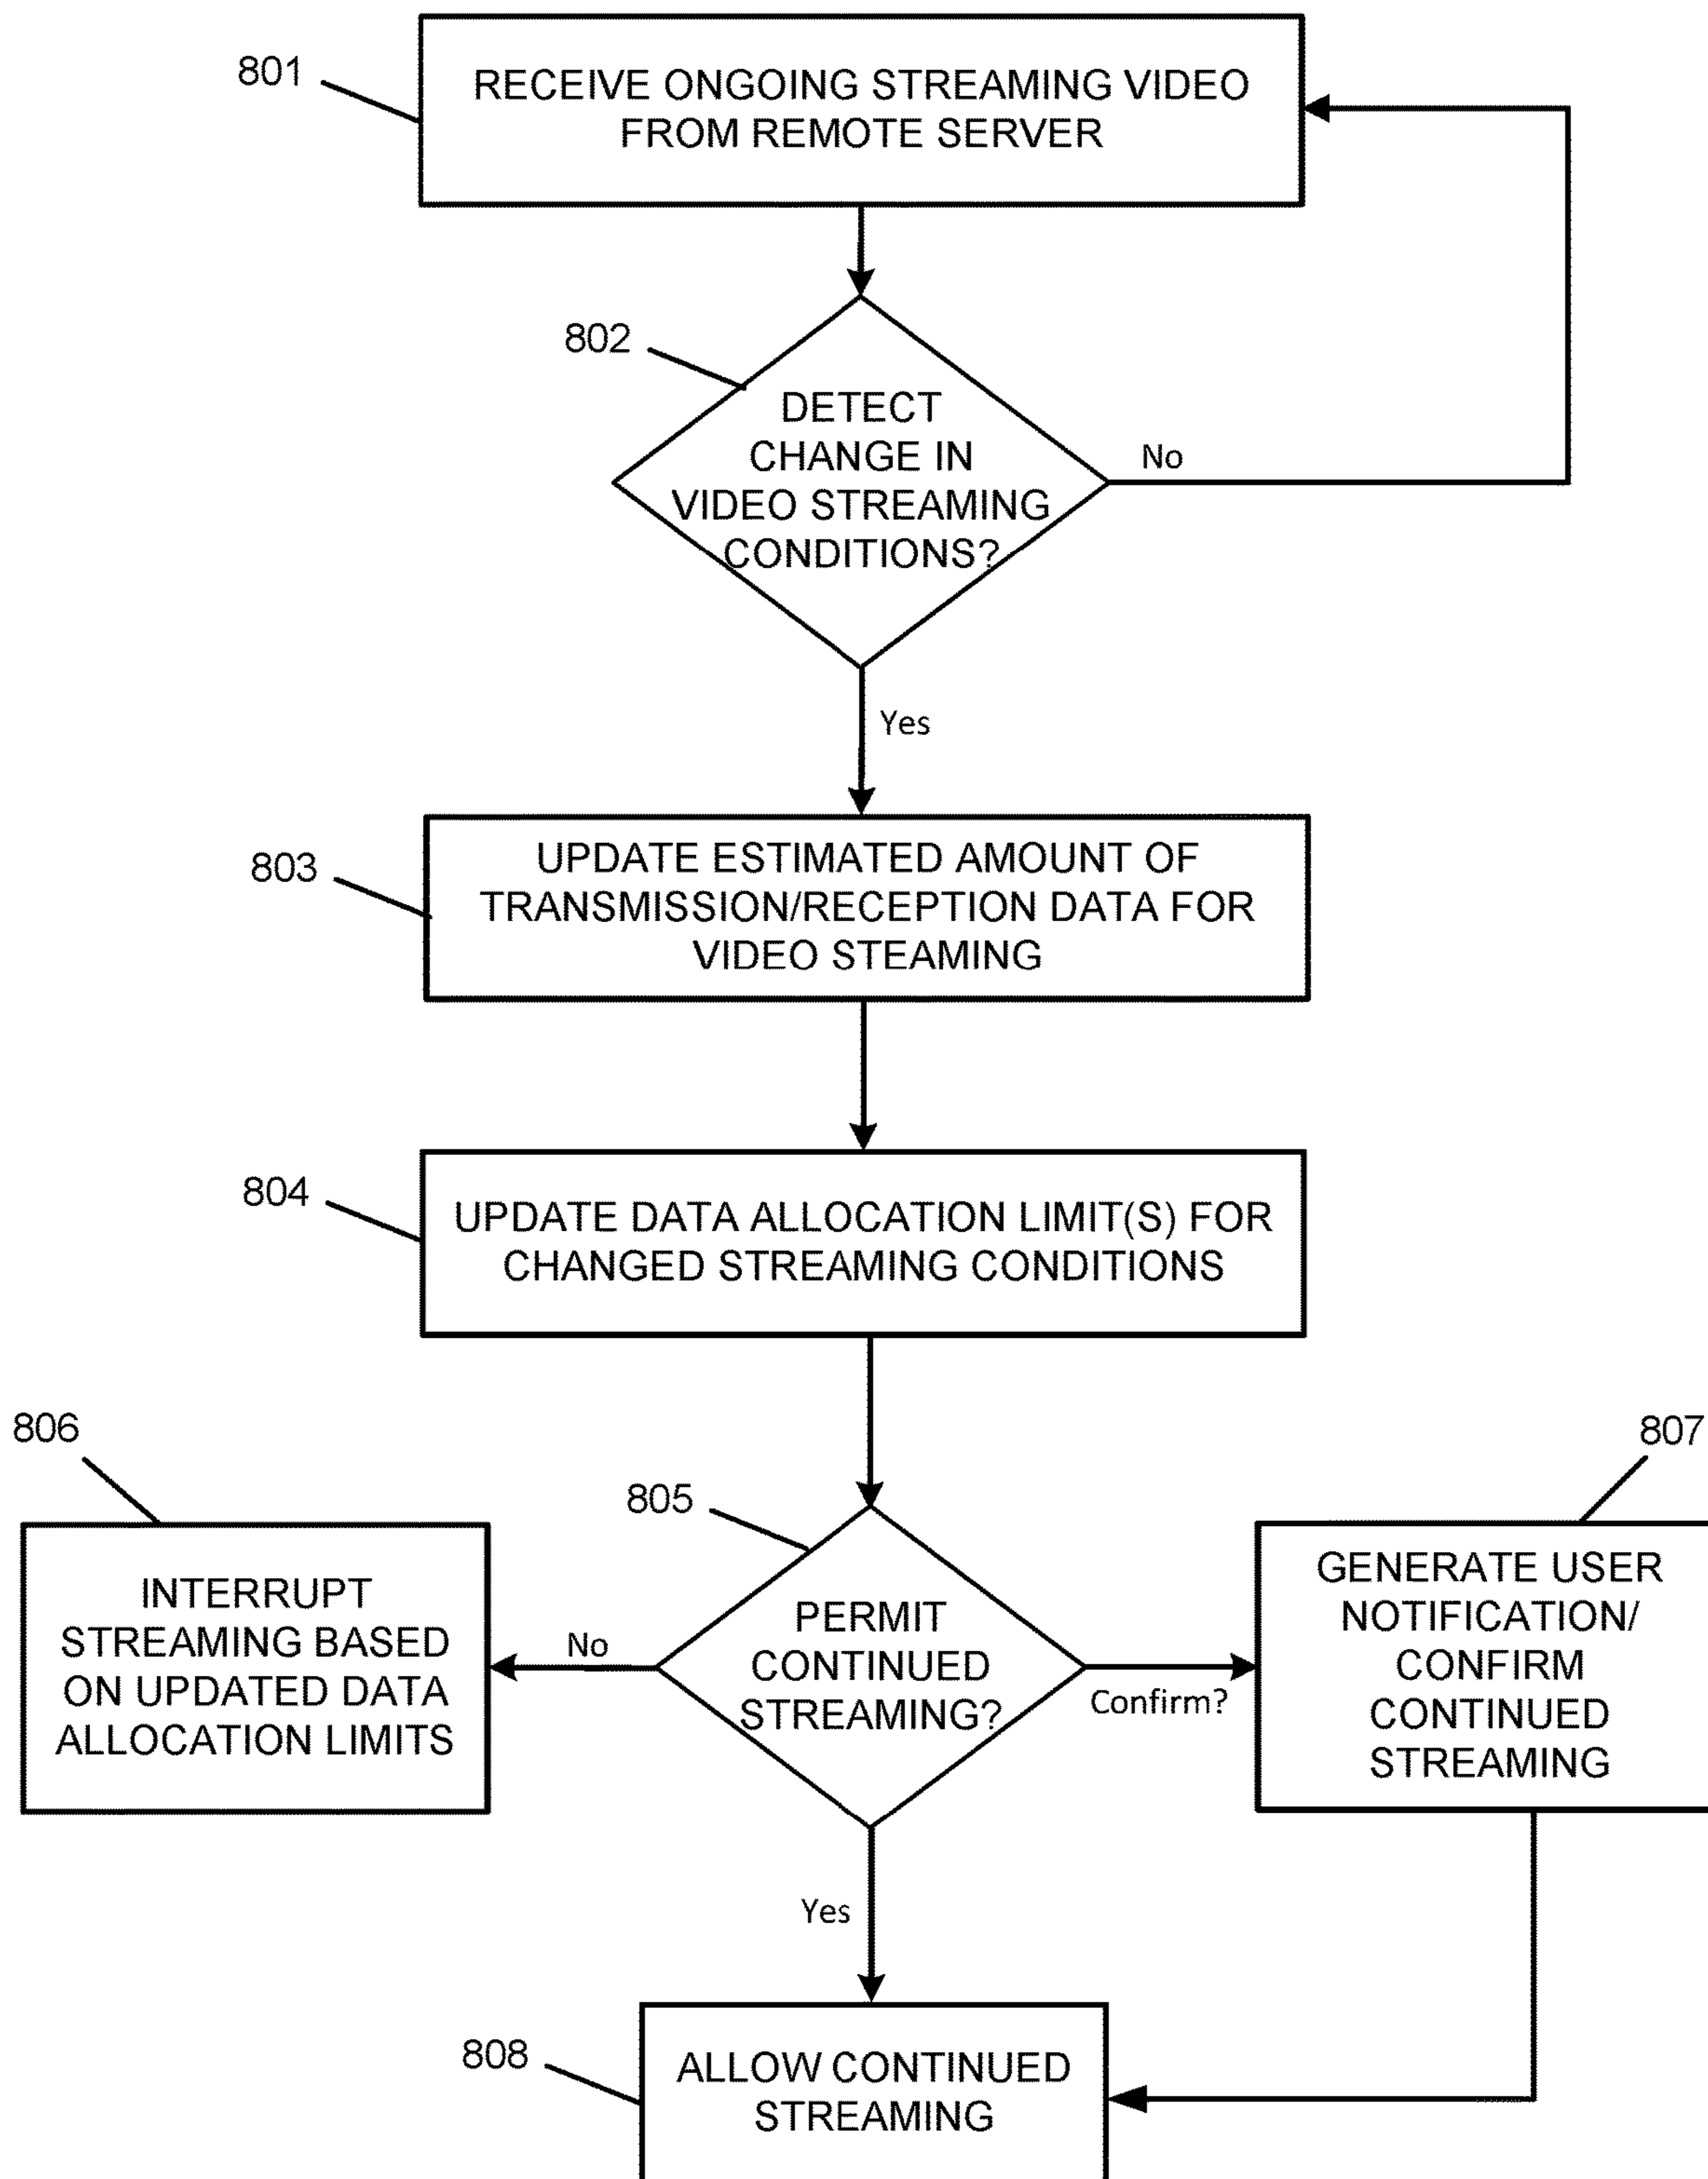 801
RECEIVE ONGOING STREAMING VIDEO
FROM REMOTE SERVER
802
DETECT
CHANGE IN
VIDEO STREAMING
CONDITIONS?
No
Yes
803
UPDATE ESTIMATED AMOUNT OF
TRANSMISSION/RECEPTION DATA FOR
VIDEO STEAMING
804
UPDATE DATA ALLOCATION LIMIT(S) FOR
CHANGED STREAMING CONDITIONS
805
PERMIT
CONTINUED
STREAMING?
No
806
INTERRUPT
STREAMING BASED
ON UPDATED DATA
ALLOCATION LIMITS
Confirm?
807
GENERATE USER
NOTIFICATION/
CONFIRM
CONTINUED
STREAMING
Yes
808
ALLOW CONTINUED
STREAMING